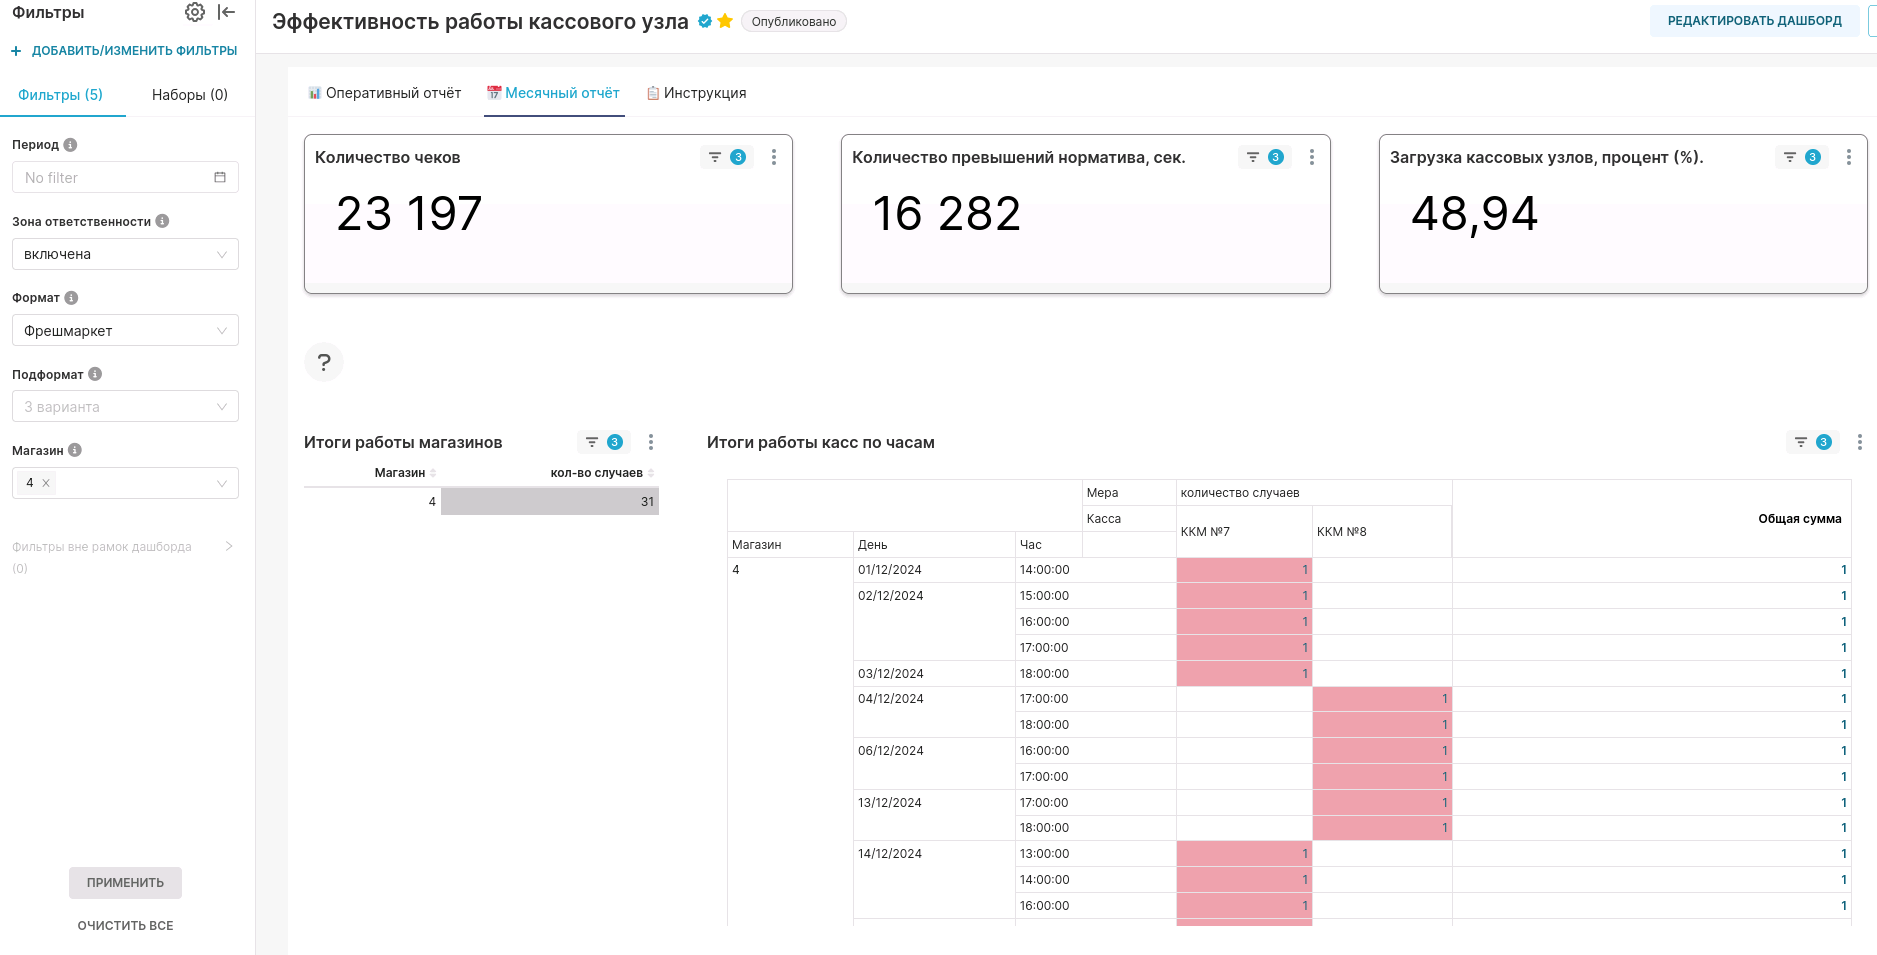 Фильтры
ДОБАВИТЬ/ИЗМЕНИТЬ ФИЛЬТРЫ
Фильтры (5) Наборы (0)
Период
No filter
Зона ответственности
включена
Формат
Фрешмаркет
Подформат
3 варианта
Магазин
4
Фильтры вне рамок дашборда
(0)
ПРИМЕНИТЬ
ОЧИСТИТЬ ВСЕ
Эффективность работы кассового узла Опубликовано
РЕДАКТИРОВАТЬ ДАШБОРД
Оперативный отчёт Месячный отчёт Инструкция
Количество чеков 3
23 197
Количество превышений норматива, сек. 3
16 282
Загрузка кассовых узлов, процент (%). 3
48,94
?
Итоги работы магазинов 3
Магазин кол-во случаев
4 31
Итоги работы касс по часам 3
Мера количество случаев
Касса ККМ №7 ККМ №8 Общая сумма
Магазин День Час
4 01/12/2024 14:00:00 1 1
02/12/2024 15:00:00 1 1
16:00:00 1 1
17:00:00 1 1
03/12/2024 18:00:00 1 1
04/12/2024 17:00:00 1 1
18:00:00 1 1
06/12/2024 16:00:00 1 1
17:00:00 1 1
13/12/2024 17:00:00 1 1
18:00:00 1 1
14/12/2024 13:00:00 1 1
14:00:00 1 1
16:00:00 1 1